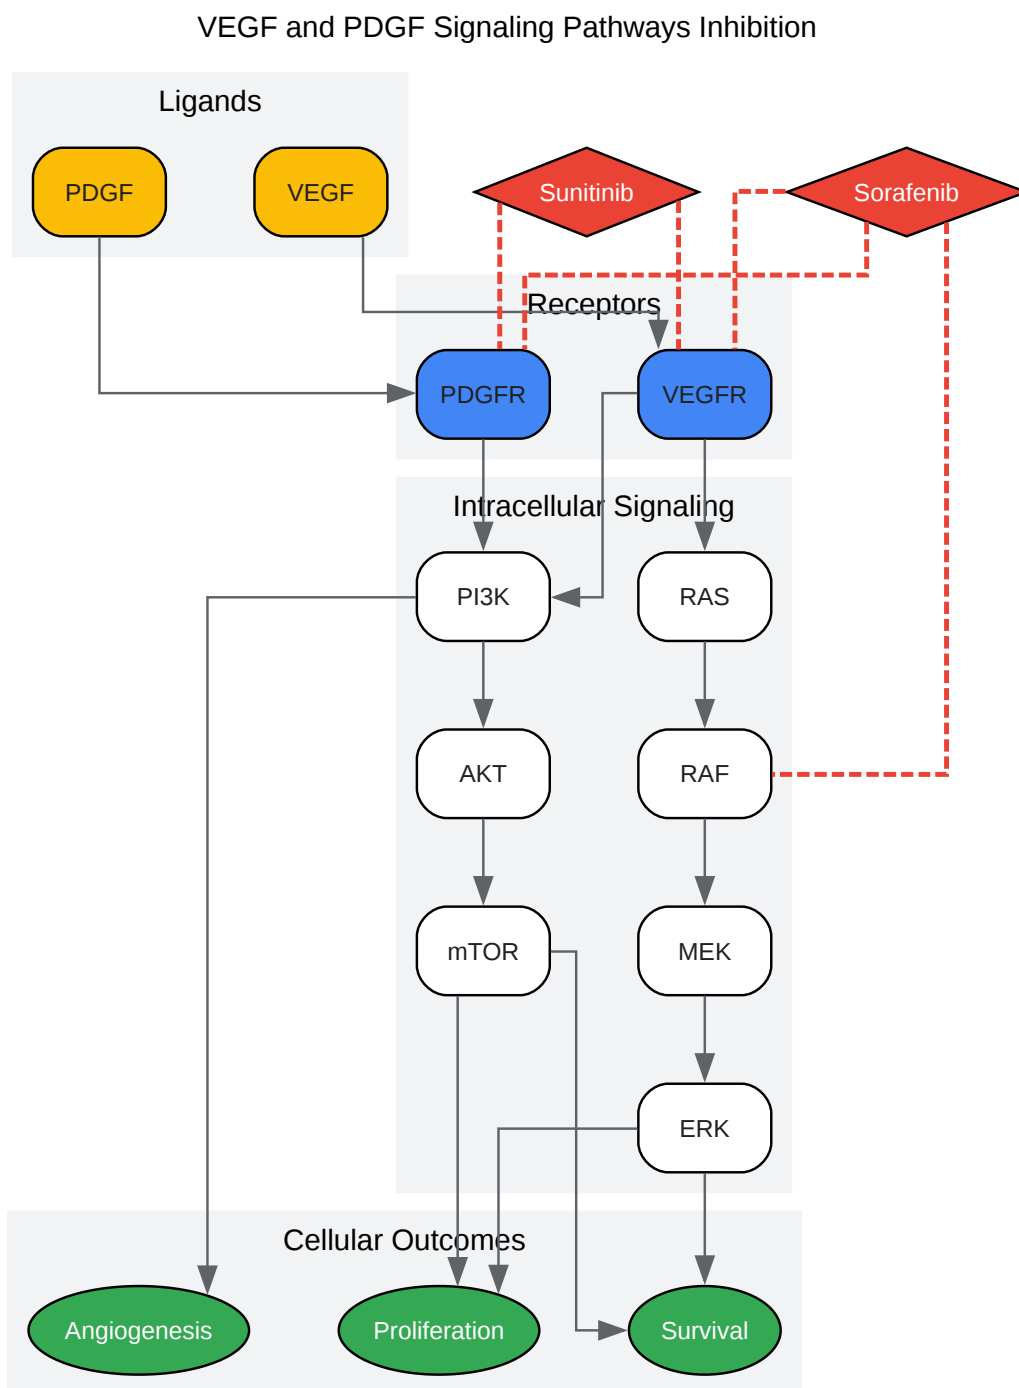 VEGF and PDGF Signaling Pathways Inhibition
Ligands
PDGF
VEGF
Sunitinib
Sorafenib
Receptors
PDGFR
VEGFR
Intracellular Signaling
PI3K
RAS
AKT
RAF
mTOR
MEK
ERK
Cellular Outcomes
Angiogenesis
Proliferation
Survival